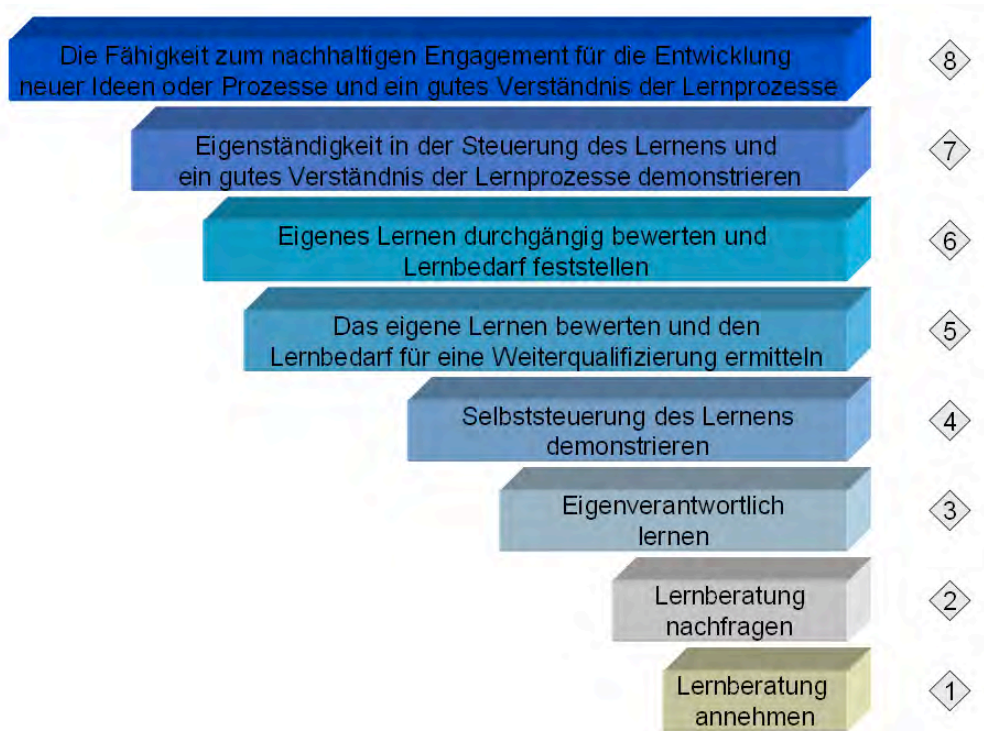 Die Fähigkeit zum nachhaltigen Engagement für die Entwicklung
neuer Ideen oder Prozesse und ein gutes Verständnis der Lernprozesse
8
Eigenständigkeit in der Steuerung des Lernens und
ein gutes Verständnis der Lernprozesse demonstrieren
7
Eigenes Lernen durchgängig bewerten und
Lernbedarf feststellen
6
Das eigene Lernen bewerten und den
Lernbedarf für eine Weiterqualifizierung ermitteln
5
Selbststeuerung des Lernens
demonstrieren
4
Eigenverantwortlich
lernen
3
Lernberatung
nachfragen
2
Lernberatung
annehmen
1